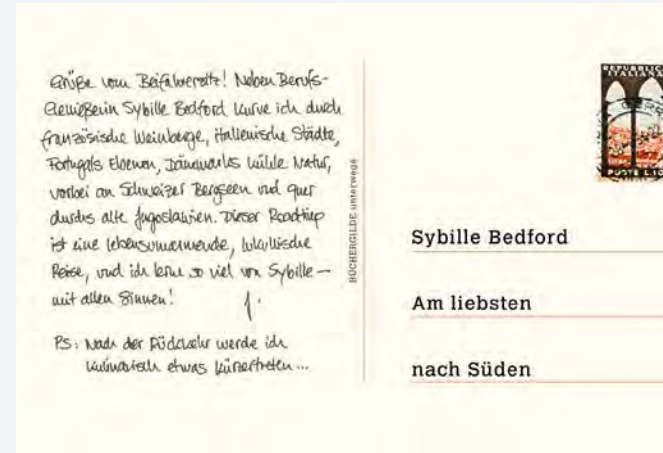 Grüße vom Beifahrersitz! Neben Berufs-
Genießerin Sybille Bedford kurve ich durch
französische Weinberge, italienische Städte,
Portugals Ebenen, Dänemarks kühle Natur,
vorbei an Schweizer Bergseen und quer
durchs alte Jugoslawien. Dieser Roadtrip
ist eine lebensumarmende, lukullische
Reise, und ich lerne so viel von Sybille –
mit allen Sinnen! J.
PS: Nach der Rückkehr werde ich
kulinarisch etwas kürzertreten...
BÜCHERGILDE unterwegs
REPUBBLICA
ITALIANA
POSTE L.10
Sybille Bedford
Am liebsten
nach Süden